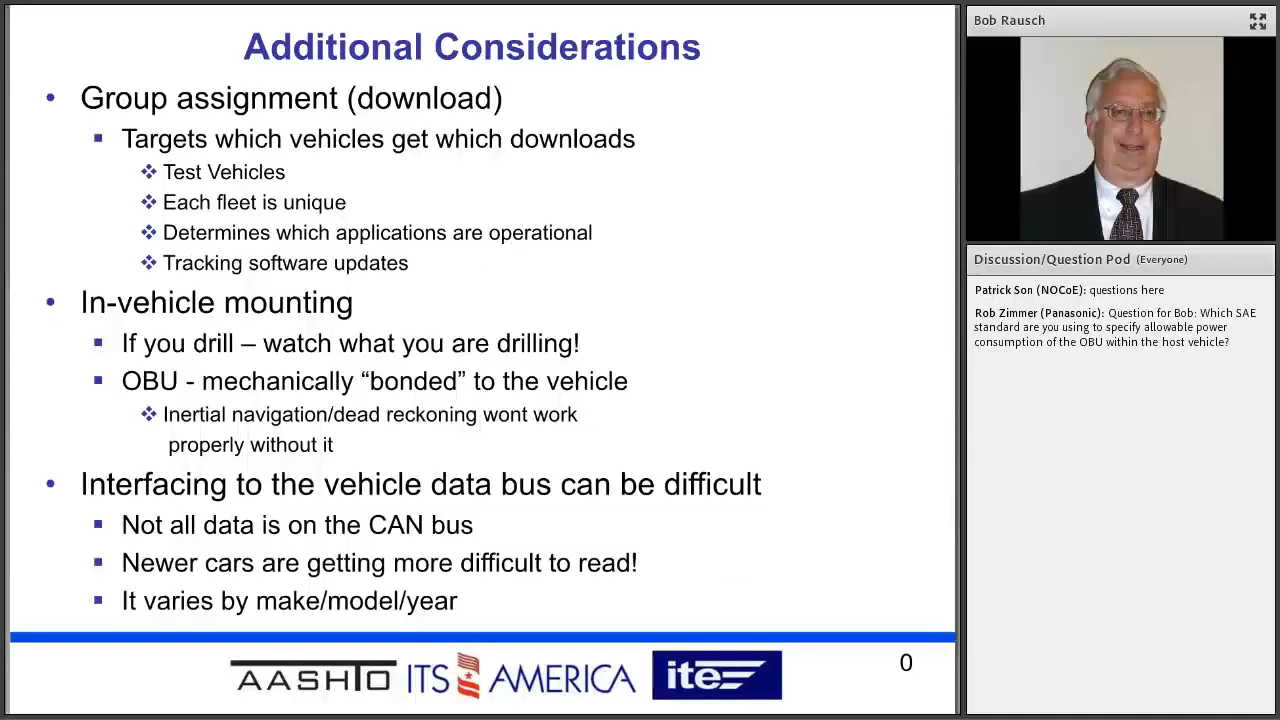 Additional Considerations
• Group assignment (download)
▪ Targets which vehicles get which downloads
❖ Test Vehicles
❖ Each fleet is unique
❖ Determines which applications are operational
❖ Tracking software updates
• In-vehicle mounting
▪ If you drill – watch what you are drilling!
▪ OBU - mechanically “bonded” to the vehicle
❖ Inertial navigation/dead reckoning wont work
properly without it
• Interfacing to the vehicle data bus can be difficult
▪ Not all data is on the CAN bus
▪ Newer cars are getting more difficult to read!
▪ It varies by make/model/year
AASHTO ITS AMERICA ite
0
Bob Rausch
Discussion/Question Pod (Everyone)
Patrick Son (NOCoE): questions here
Rob Zimmer (Panasonic): Question for Bob: Which SAE
standard are you using to specify allowable power
consumption of the OBU within the host vehicle?